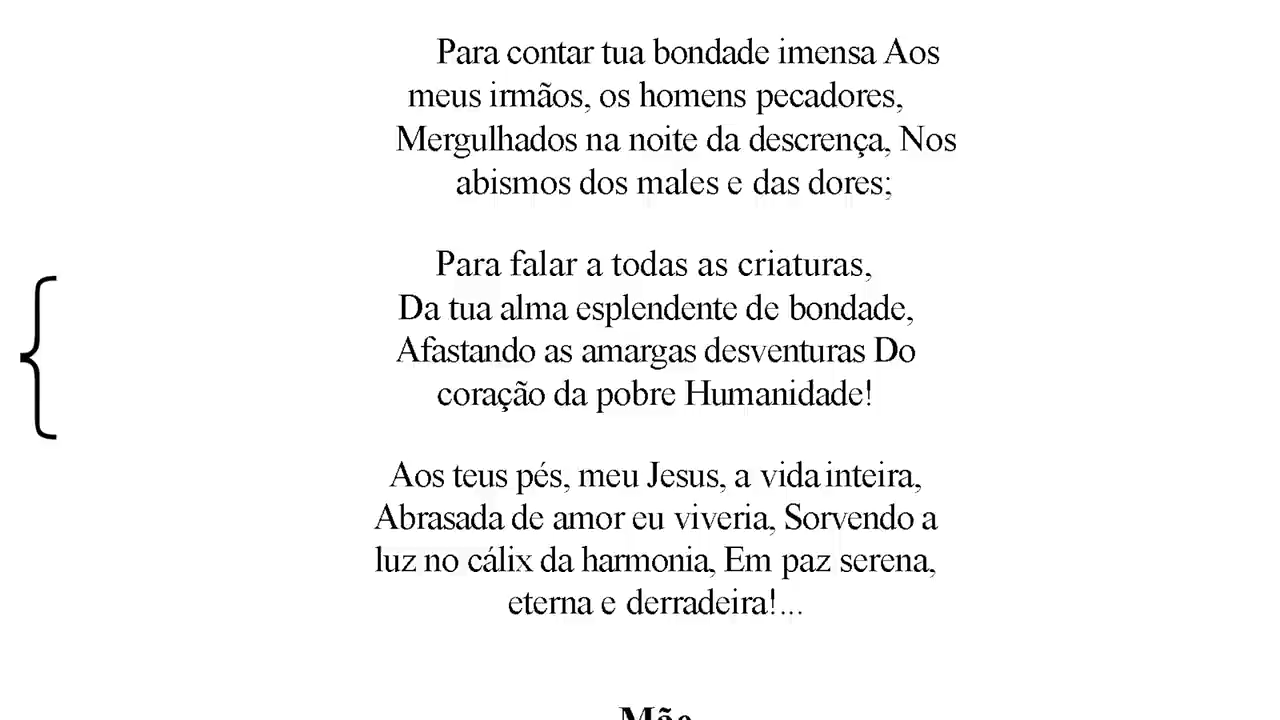 Para contar tua bondade imensa Aos
meus irmãos, os homens pecadores,
Mergulhados na noite da descrença, Nos
abismos dos males e das dores;
Para falar a todas as criaturas,
Da tua alma esplendente de bondade,
Afastando as amargas desventuras Do
coração da pobre Humanidade!
Aos teus pés, meu Jesus, a vida inteira,
Abrasada de amor eu viveria, Sorvendo a
luz no cálix da harmonia, Em paz serena,
eterna e derradeira!...
Mãe